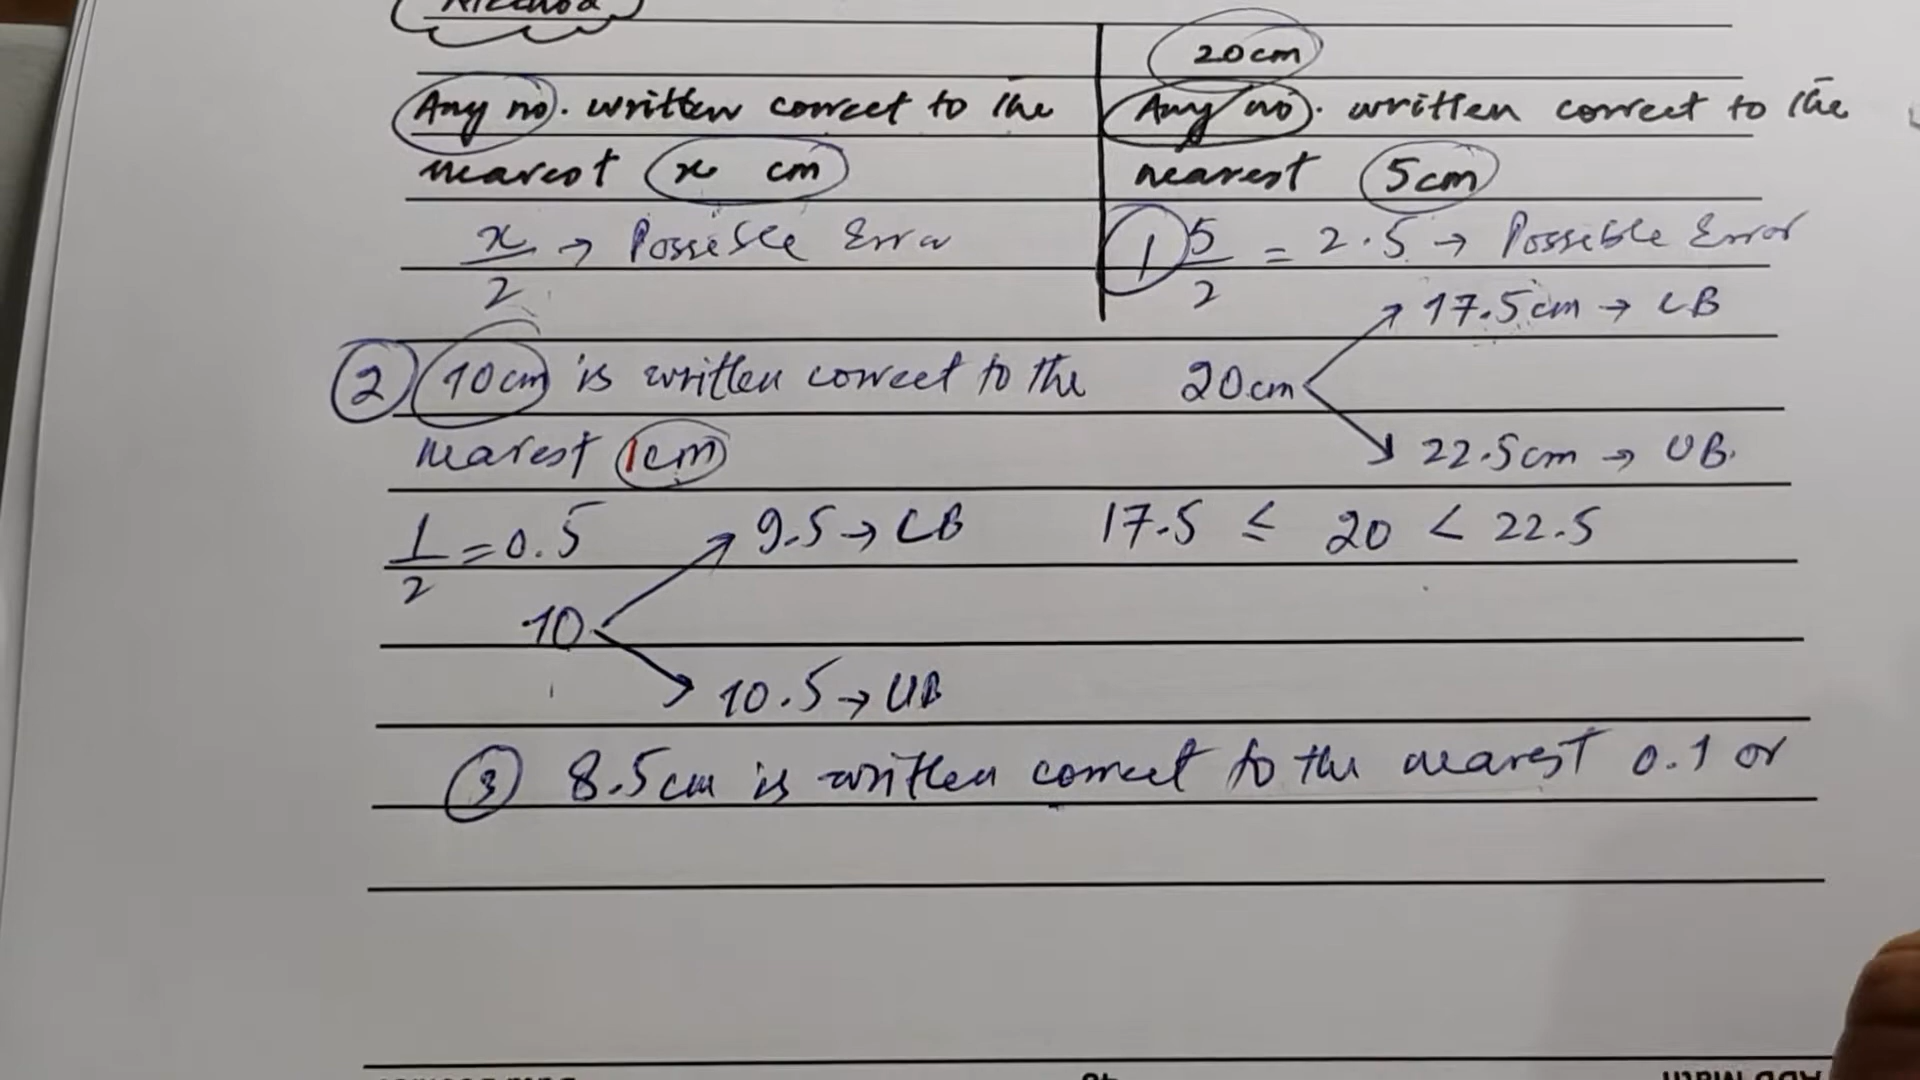 Method
Any no. written correct to the
nearest x cm
x/2 → Possible Error
20cm
Any no. written correct to the
nearest 5cm
1 5/2 = 2.5 → Possible Error
17.5cm → LB
20cm
22.5cm → UB.
17.5 ≤ 20 < 22.5
2 10cm is written correct to the
nearest 1cm
1/2 = 0.5
9.5 → LB
10
10.5 → UB
3 8.5cm is written correct to the nearest 0.1 or